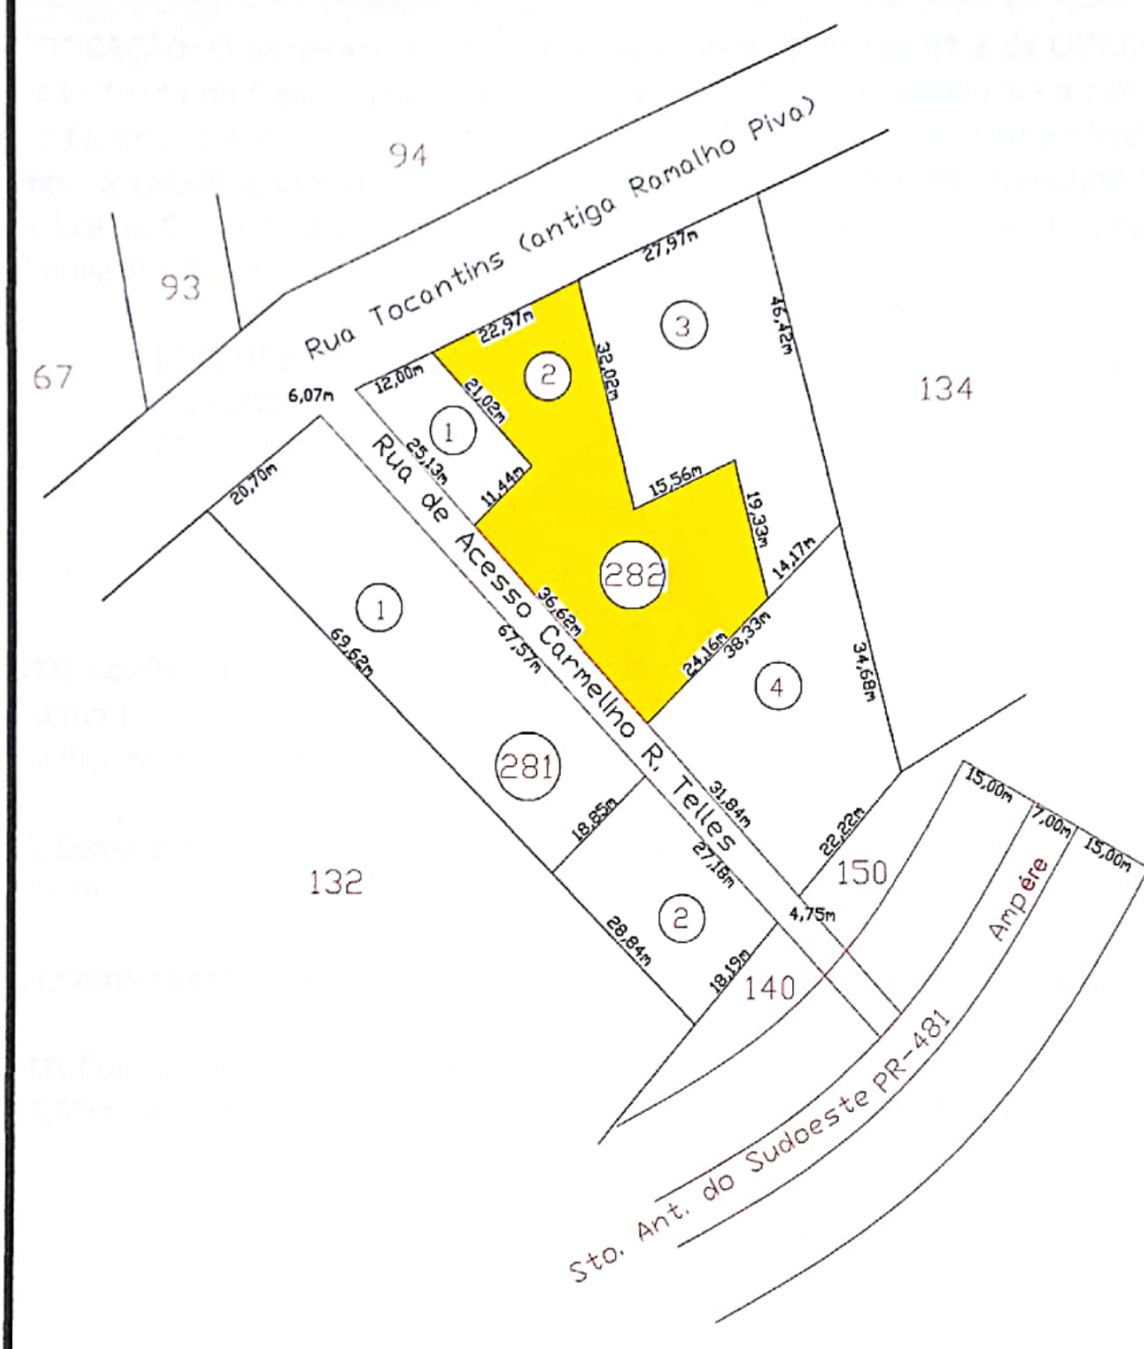 94
Rua Tocantins (antiga Ramalho Piva)
93
67
27,97m
22,97m
3
46,42m
134
6,07m
12,00m
2
32,02m
21,02m
1
25,13m
11,44m
15,56m
19,33m
20,70m
Rua de Acesso Carmelino R. Telles
282
14,17m
1
36,62m
67,57m
69,62m
24,16m
38,33m
4
34,68m
281
31,84m
15,00m
7,00m
15,00m
18,85m
27,18m
22,22m
150
132
Ampére
2
4,75m
28,84m
18,19m
140
Sto. Ant. do Sudoeste PR-481